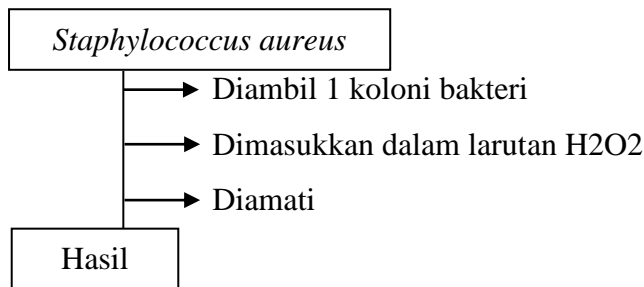 Staphylococcus aureus
Diambil 1 koloni bakteri
Dimasukkan dalam larutan H2O2
Diamati
Hasil